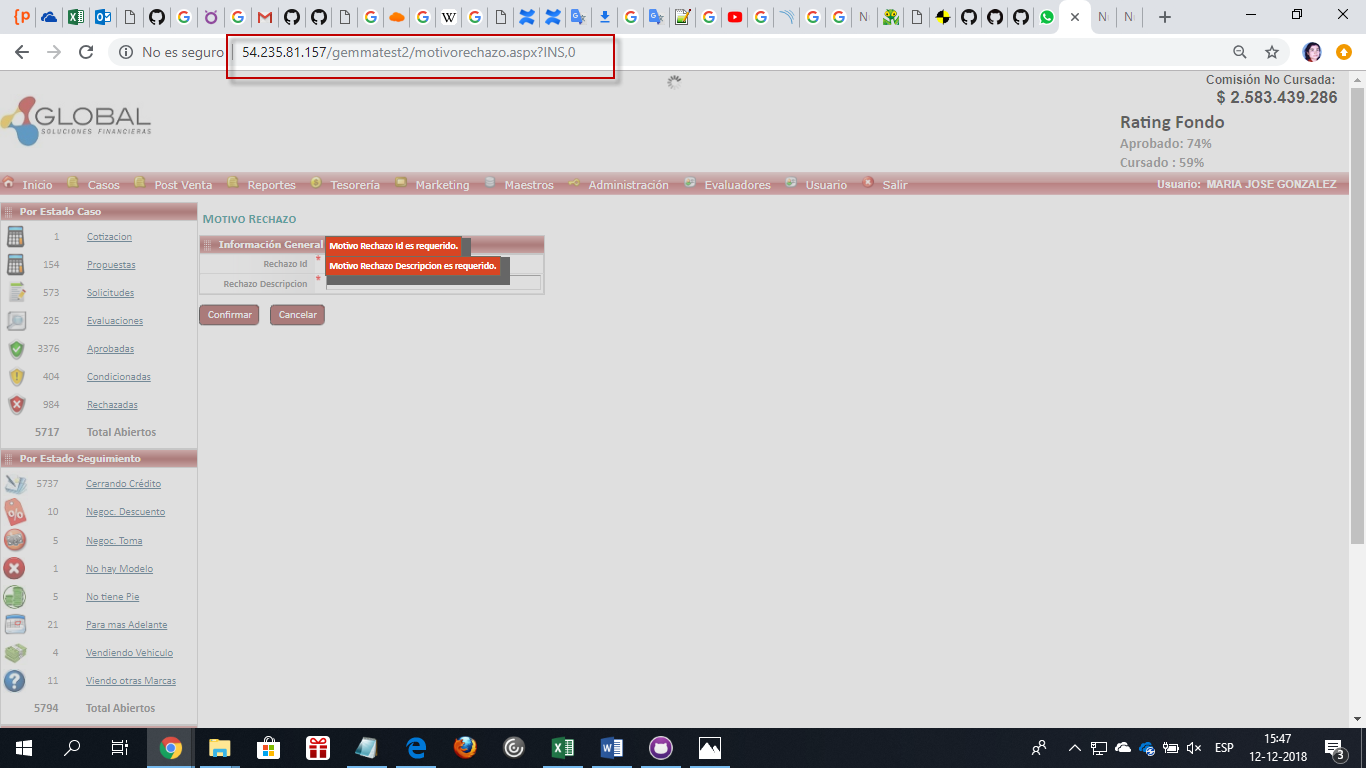 No es seguro | 54.235.81.157/gemmatest2/motivorechazo.aspx?INS,0
Comisión No Cursada:
$ 2.583.439.286
GLOBAL
SOLUCIONES FINANCIERAS
Rating Fondo
Aprobado: 74%
Cursado : 59%
Inicio Casos Post Venta Reportes Tesorería Marketing Maestros Administración Evaluadores Usuario Salir Usuario: MARIA JOSE GONZALEZ
Por Estado Caso
1 Cotizacion
154 Propuestas
573 Solicitudes
225 Evaluaciones
3376 Aprobadas
404 Condicionadas
984 Rechazadas
5717 Total Abiertos
Por Estado Seguimiento
5737 Cerrando Crédito
10 Negoc. Descuento
5 Negoc. Toma
1 No hay Modelo
5 No tiene Pie
21 Para mas Adelante
4 Vendiendo Vehiculo
11 Viendo otras Marcas
5794 Total Abiertos
MOTIVO RECHAZO
Información General
Motivo Rechazo Id es requerido.
Rechazo Id *
Motivo Rechazo Descripcion es requerido.
Rechazo Descripcion *
Confirmar Cancelar
ESP
15:47
12-12-2018
3